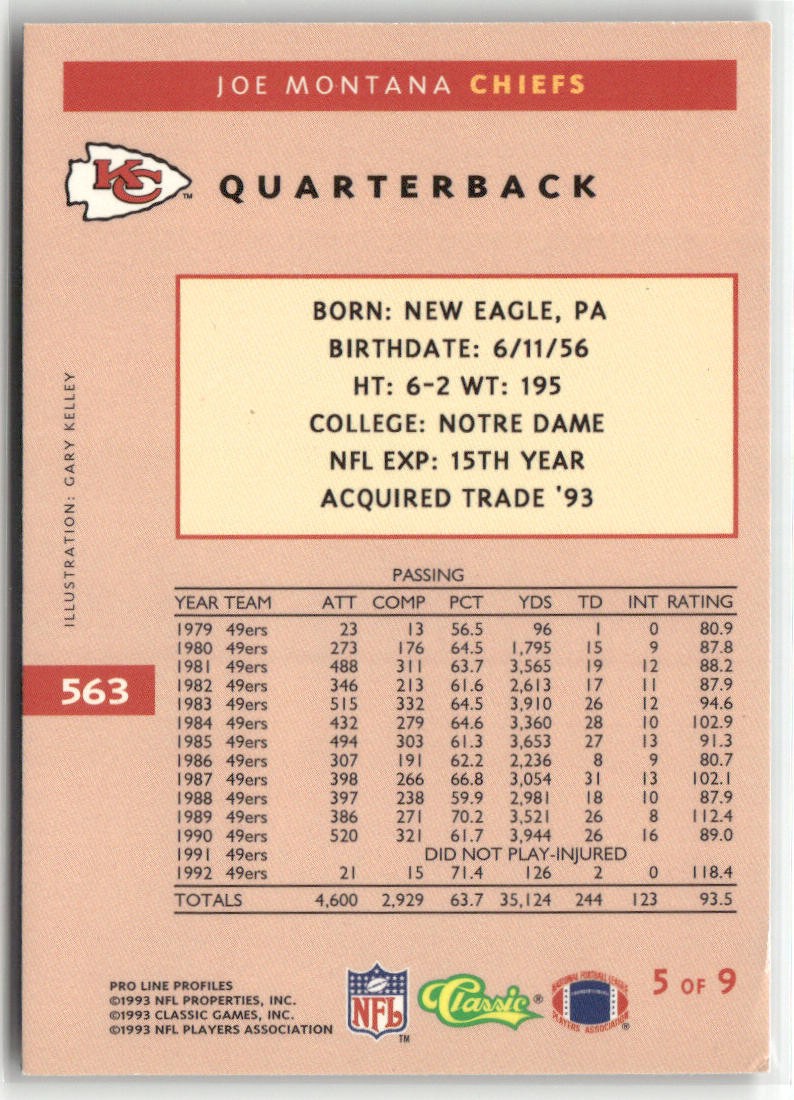 JOE MONTANA CHIEFS
KC ™
QUARTERBACK
BORN: NEW EAGLE, PA
BIRTHDATE: 6/11/56
HT: 6-2 WT: 195
COLLEGE: NOTRE DAME
NFL EXP: 15TH YEAR
ACQUIRED TRADE '93
ILLUSTRATION: GARY KELLEY
563
PASSING
YEAR TEAM ATT COMP PCT YDS TD INT RATING
1979 49ers 23 13 56.5 96 1 0 80.9
1980 49ers 273 176 64.5 1,795 15 9 87.8
1981 49ers 488 311 63.7 3,565 19 12 88.2
1982 49ers 346 213 61.6 2,613 17 11 87.9
1983 49ers 515 332 64.5 3,910 26 12 94.6
1984 49ers 432 279 64.6 3,360 28 10 102.9
1985 49ers 494 303 61.3 3,653 27 13 91.3
1986 49ers 307 191 62.2 2,236 8 9 80.7
1987 49ers 398 266 66.8 3,054 31 13 102.1
1988 49ers 397 238 59.9 2,981 18 10 87.9
1989 49ers 386 271 70.2 3,521 26 8 112.4
1990 49ers 520 321 61.7 3,944 26 16 89.0
1991 49ers DID NOT PLAY-INJURED
1992 49ers 21 15 71.4 126 2 0 118.4
TOTALS 4,600 2,929 63.7 35,124 244 123 93.5
PRO LINE PROFILES
©1993 NFL PROPERTIES, INC.
©1993 CLASSIC GAMES, INC.
©1993 NFL PLAYERS ASSOCIATION
NFL ™
Classic ®
NATIONAL FOOTBALL LEAGUE
PLAYERS ASSOCIATION ®
5 OF 9